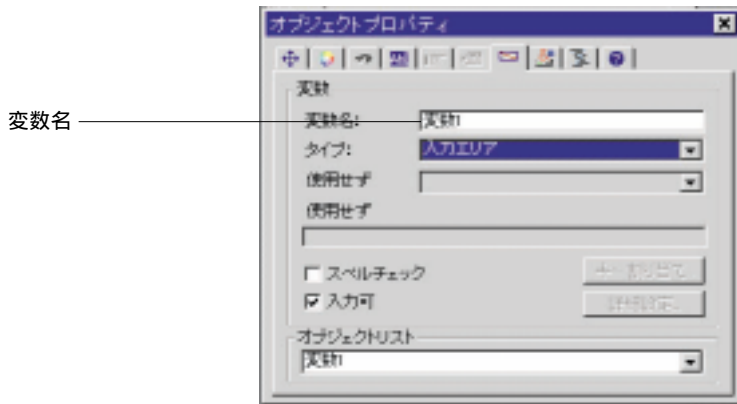 オブジェクトプロパティ
変数
変数名
変数名: 変数1
タイプ: 入力エリア
使用せず
使用せず
スペルチェック
入力可
オブジェクトリスト
変数1